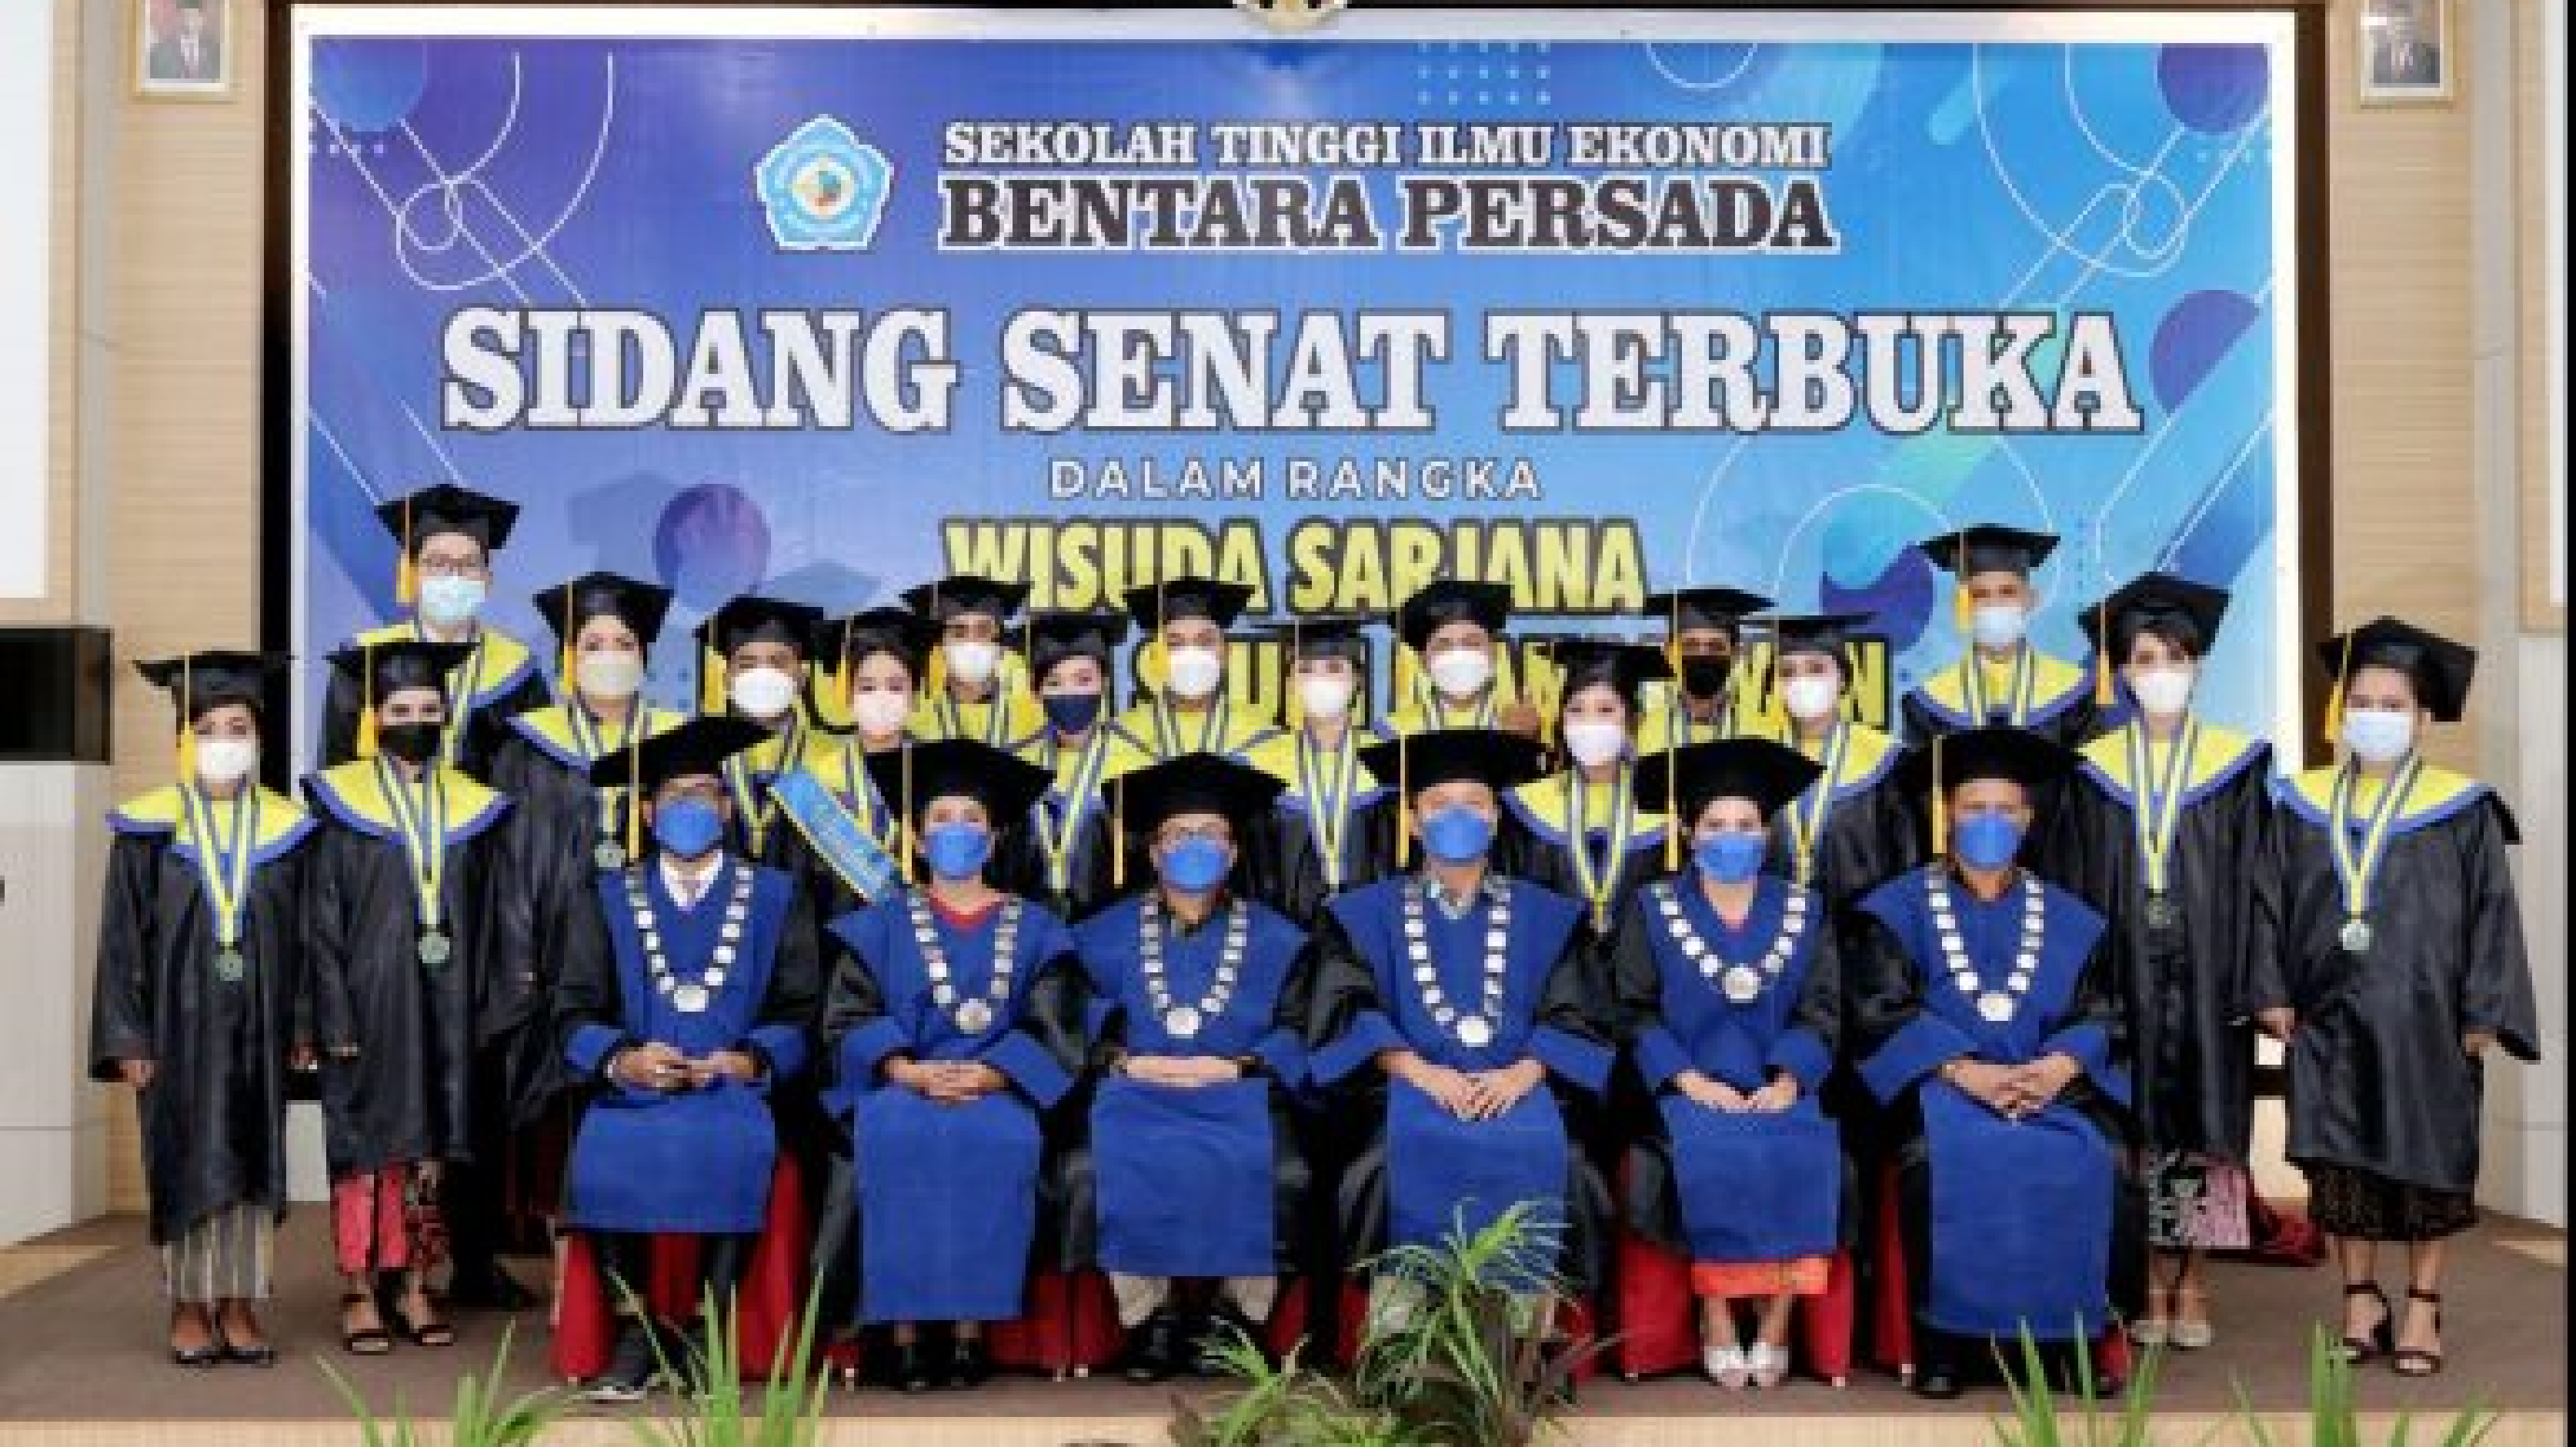 SEKOLAH TINGGI ILMU EKONOMI
BENTARA PERSADA
SIDANG SENAT TERBUKA
DALAM RANGKA
WISUDA SARJANA